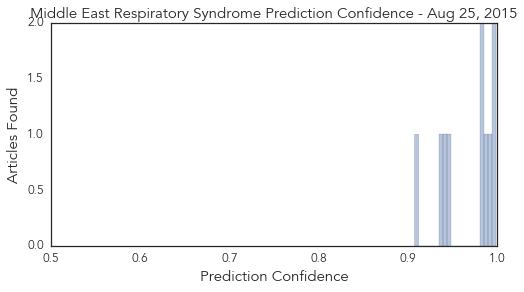 Middle East Respiratory Syndrome Prediction Confidence - Aug 25, 2015
2.0
1.5
1.0
0.5
0.0
Articles Found
0.5 0.6 0.7 0.8 0.9 1.0
Prediction Confidence